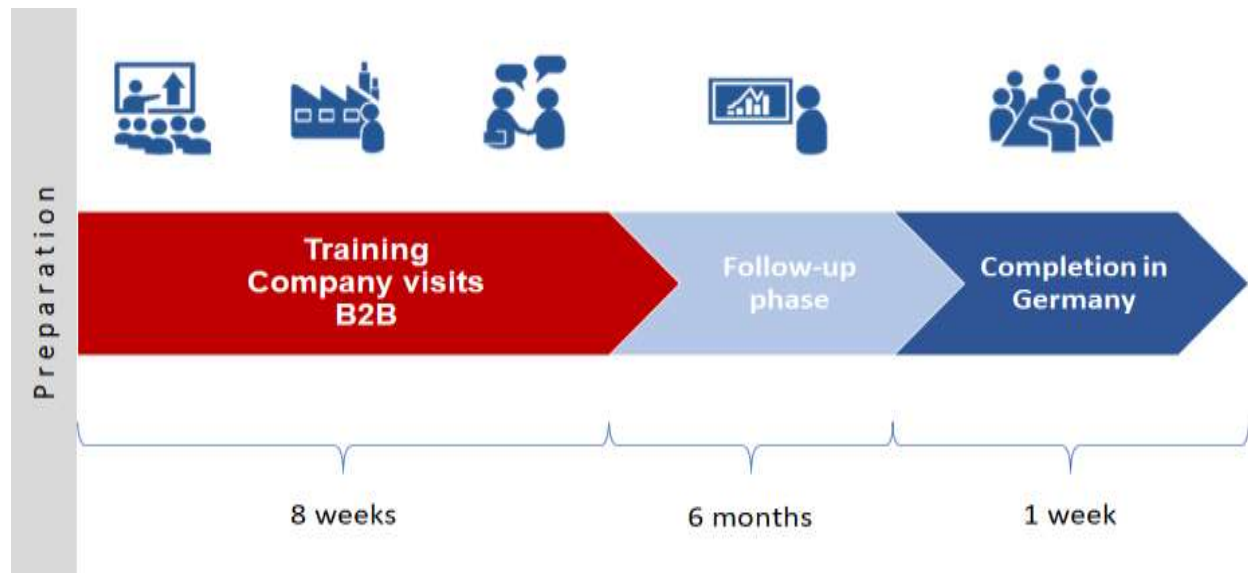 Preparation
Training
Company visits
B2B
Follow-up
phase
Completion in
Germany
8 weeks
6 months
1 week